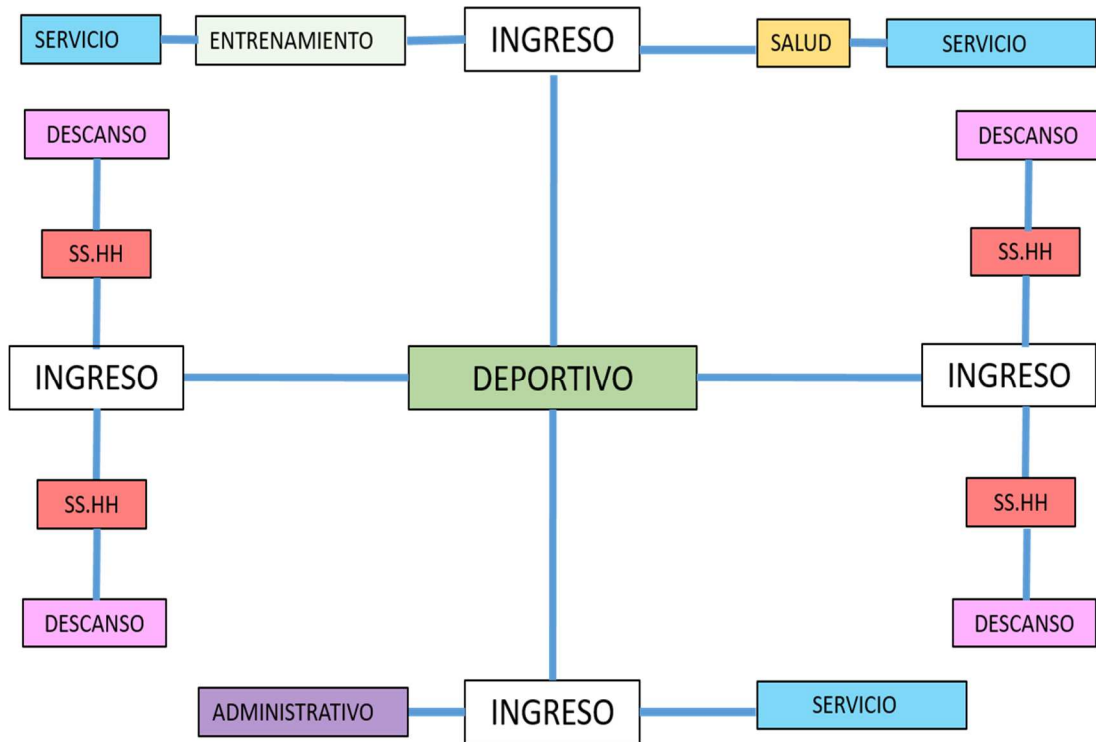 SERVICIO
ENTRENAMIENTO
INGRESO
SALUD
SERVICIO
DESCANSO
DESCANSO
SS.HH
SS.HH
INGRESO
DEPORTIVO
INGRESO
SS.HH
SS.HH
DESCANSO
DESCANSO
ADMINISTRATIVO
INGRESO
SERVICIO